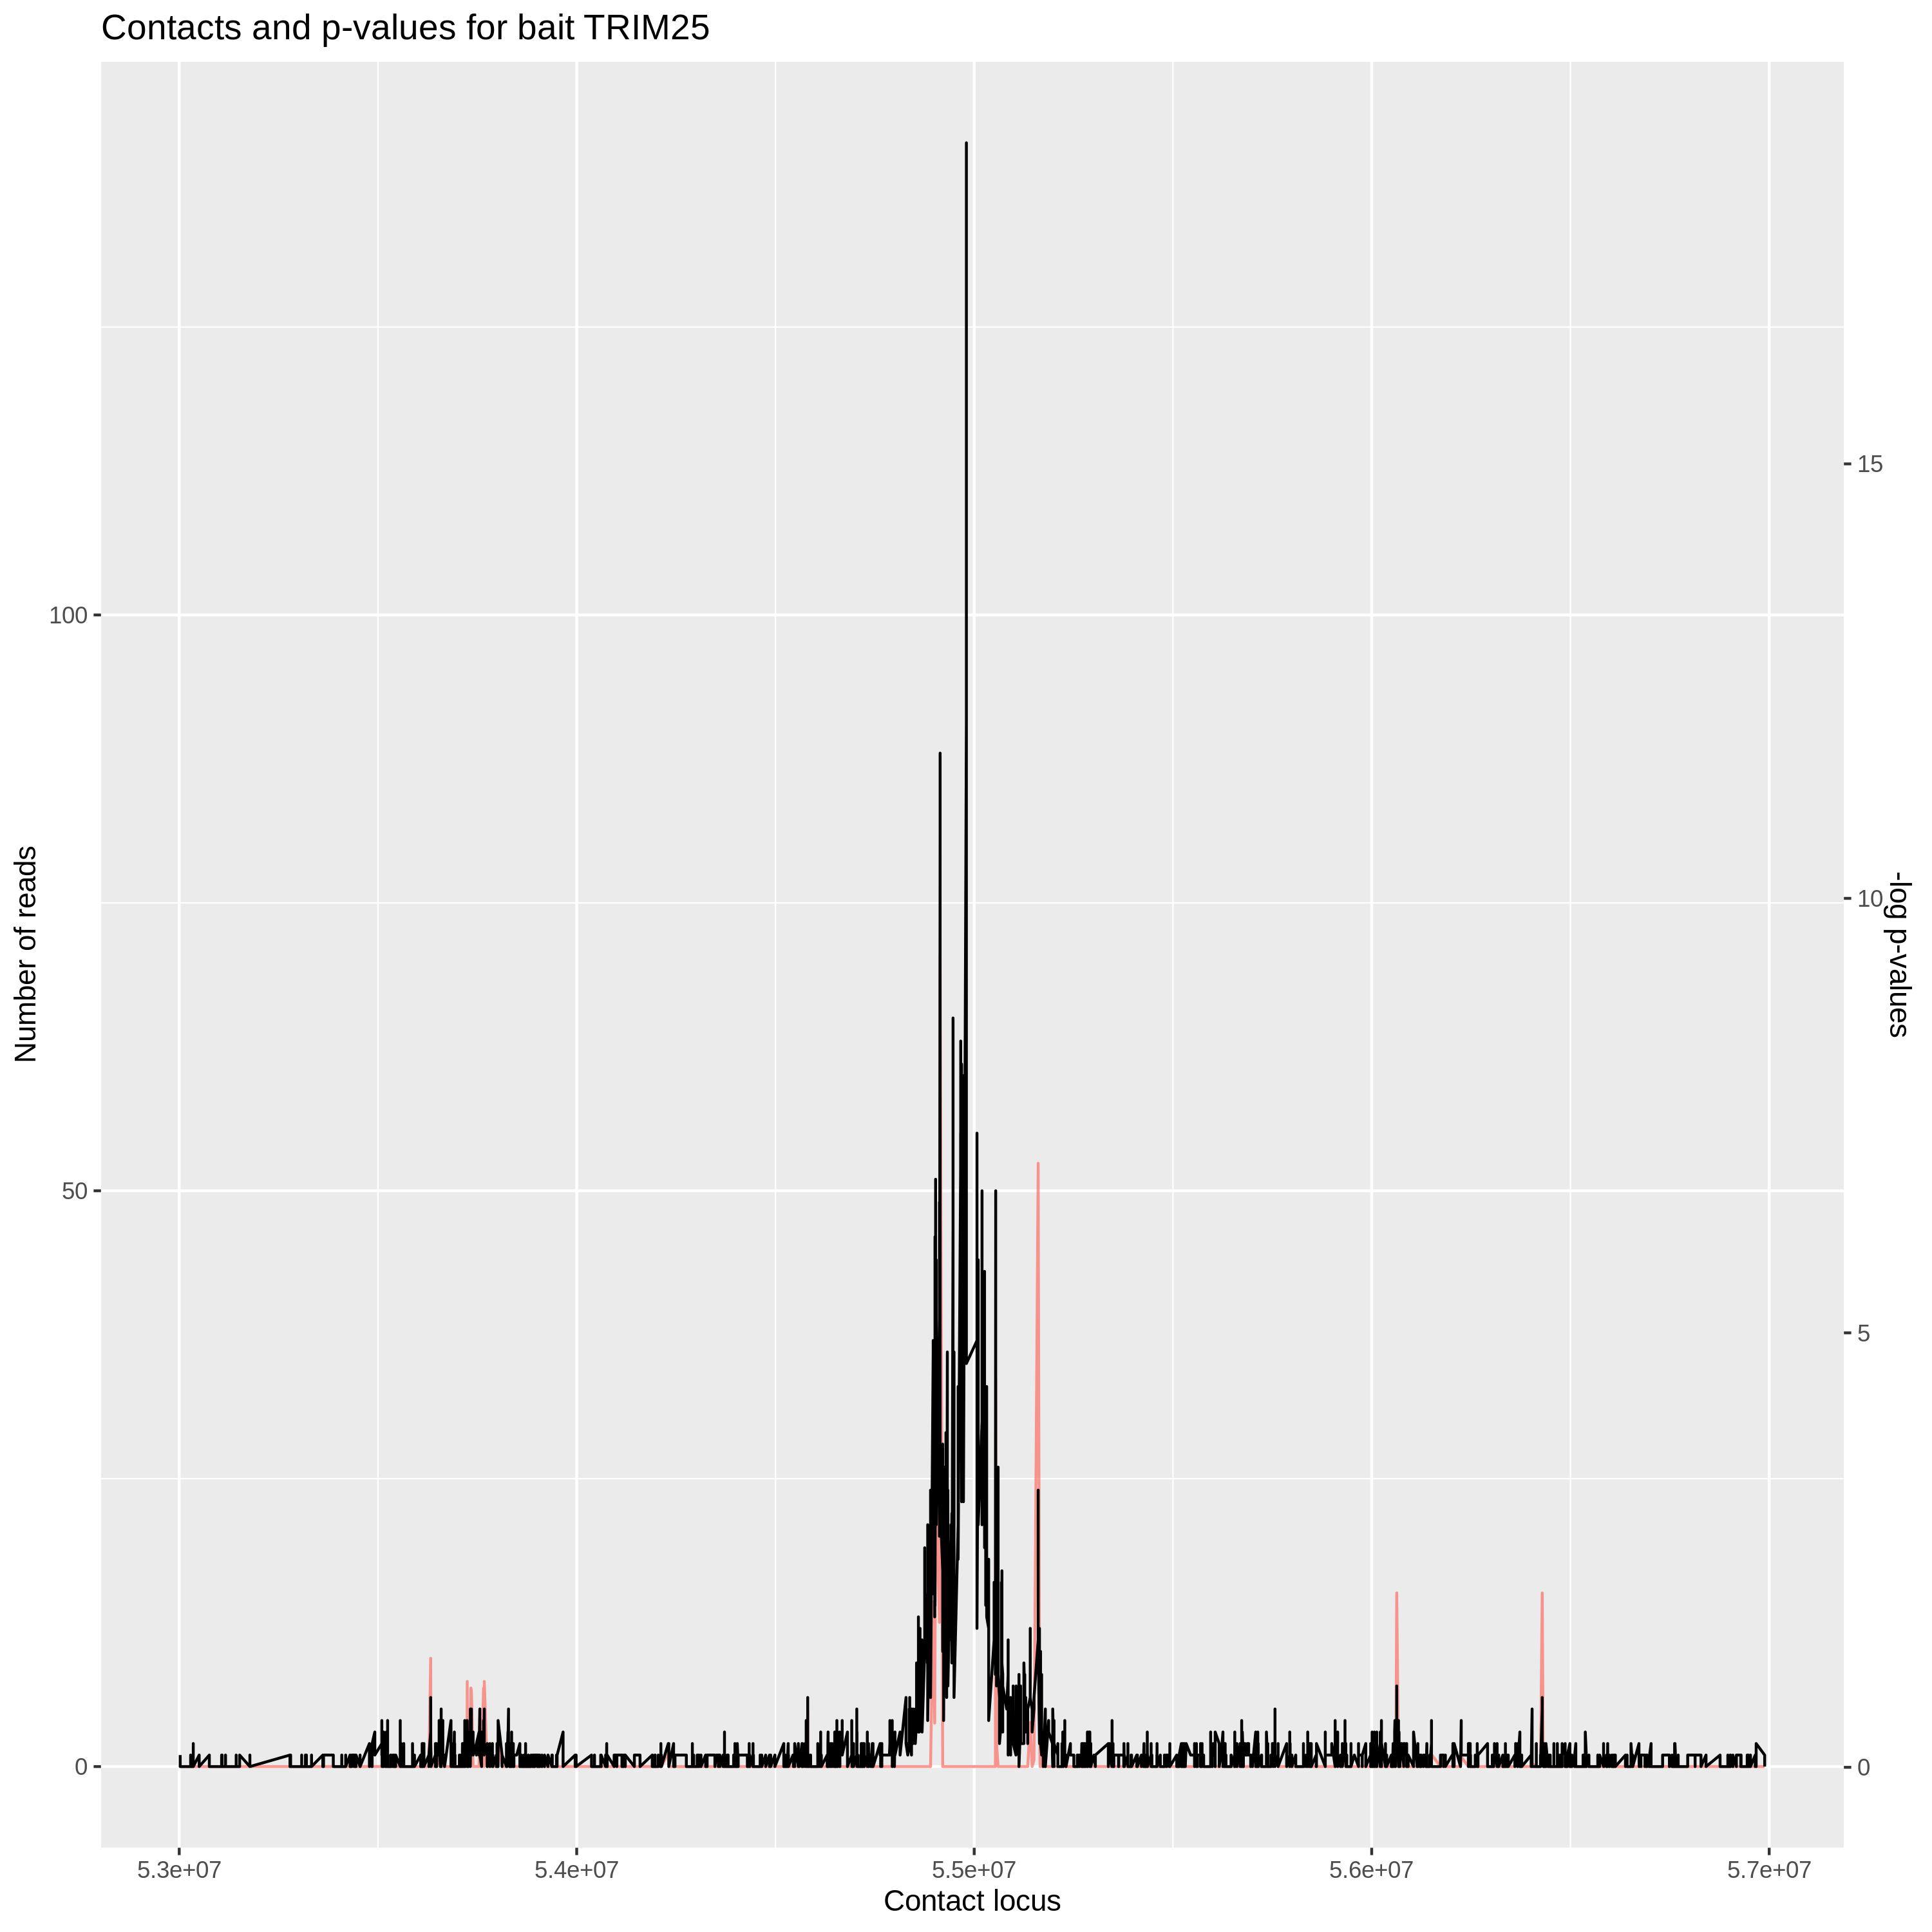 Contacts and p-values for bait TRIM25
Number of reads
100
50
0
15
10
5
0
-log p-values
5.3e+07
5.4e+07
5.5e+07
5.6e+07
5.7e+07
Contact locus